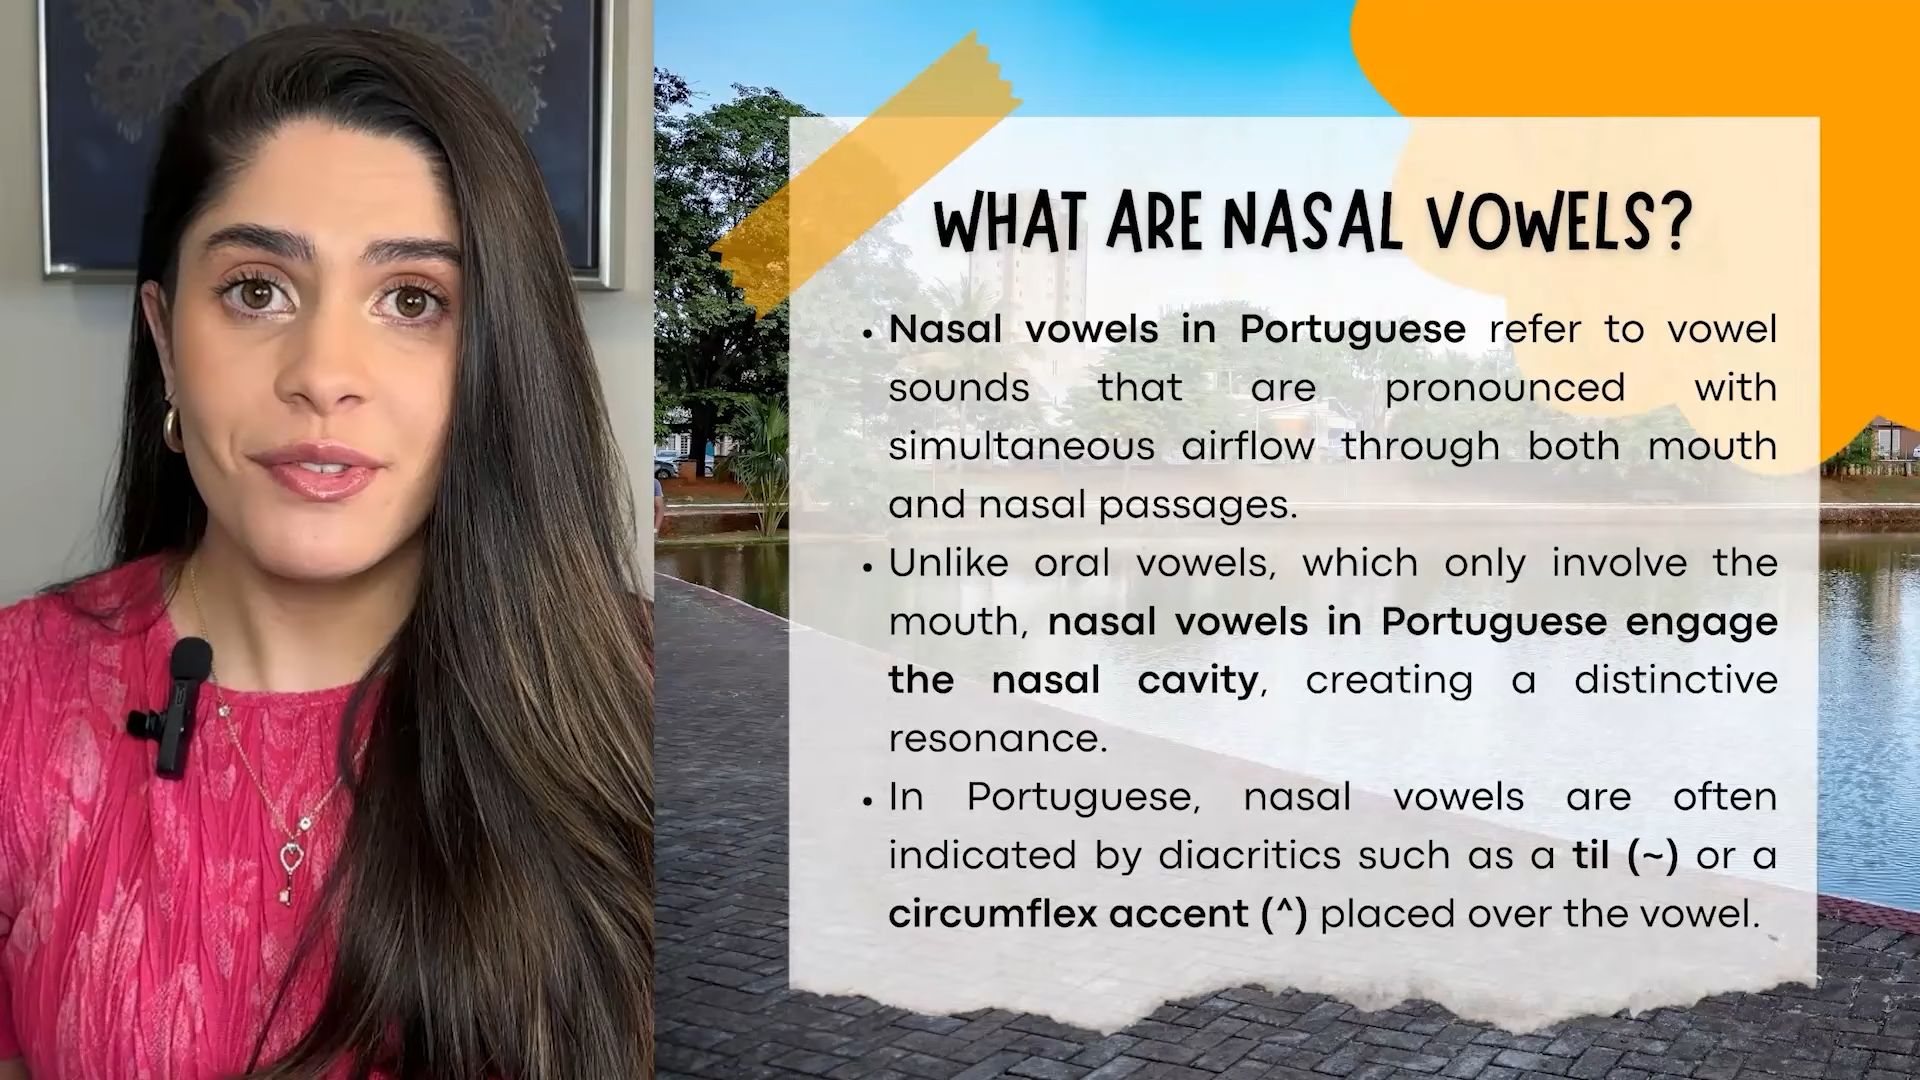 WHAT ARE NASAL VOWELS?
• Nasal vowels in Portuguese refer to vowel
sounds that are pronounced with
simultaneous airflow through both mouth
and nasal passages.
• Unlike oral vowels, which only involve the
mouth, nasal vowels in Portuguese engage
the nasal cavity, creating a distinctive
resonance.
• In Portuguese, nasal vowels are often
indicated by diacritics such as a til (~) or a
circumflex accent (^) placed over the vowel.